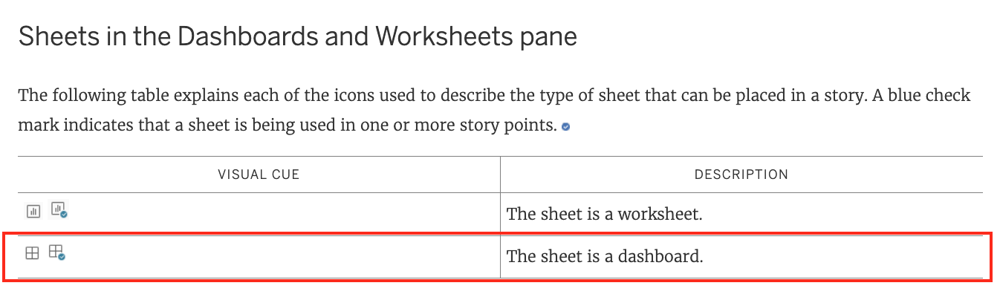 Sheets in the Dashboards and Worksheets pane
The following table explains each of the icons used to describe the type of sheet that can be placed in a story. A blue check
mark indicates that a sheet is being used in one or more story points.
VISUAL CUE
DESCRIPTION
The sheet is a worksheet.
The sheet is a dashboard.